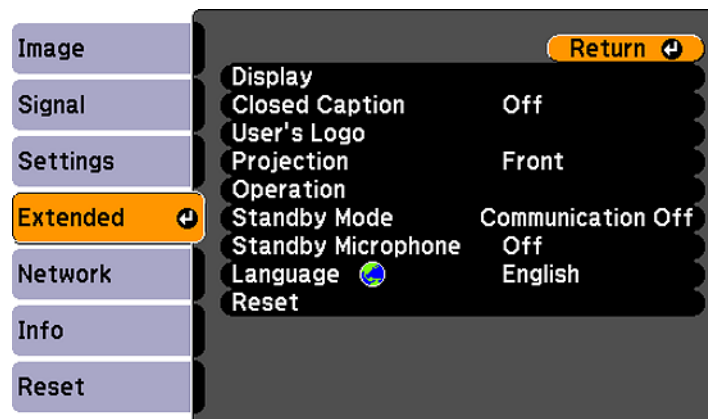 Image
Signal
Settings
Extended
Network
Info
Reset
Return
Display
Closed Caption Off
User's Logo
Projection Front
Operation
Standby Mode Communication Off
Standby Microphone Off
Language English
Reset